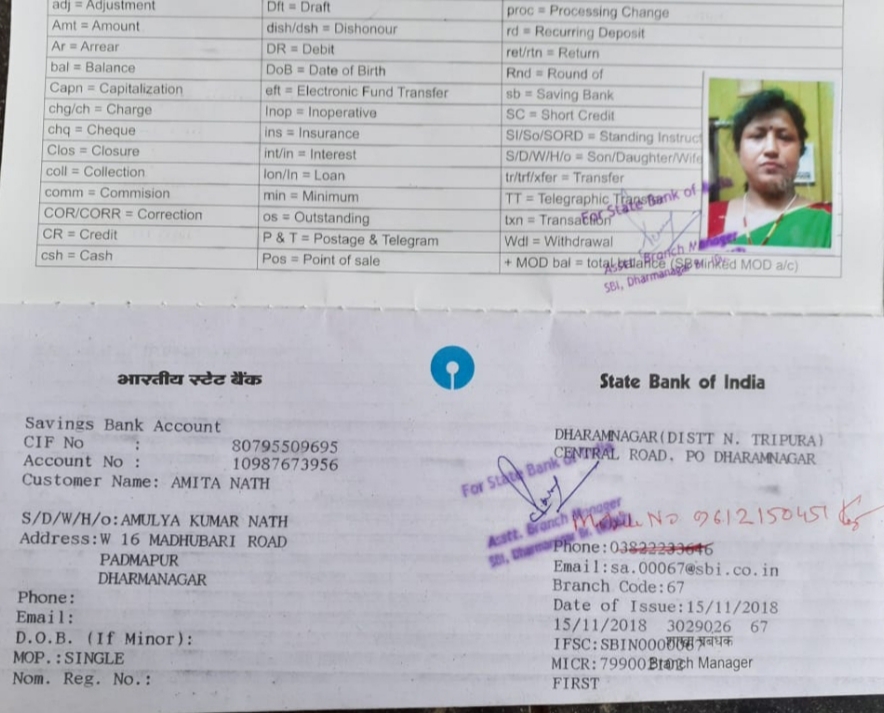 adj = Adjustment Dft = Draft proc = Processing Change
Amt = Amount dish/dsh = Dishonour rd = Recurring Deposit
Ar = Arrear DR = Debit ret/rtn = Return
bal = Balance DoB = Date of Birth Rnd = Round of
Capn = Capitalization eft = Electronic Fund Transfer sb = Saving Bank
chg/ch = Charge Inop = Inoperative SC = Short Credit
chq = Cheque ins = Insurance SI/So/SORD = Standing Instruct
Clos = Closure int/in = Interest S/D/W/H/o = Son/Daughter/Wife
coll = Collection lon/ln = Loan tr/trf/xfer = Transfer
comm = Commision min = Minimum TT = Telegraphic
COR/CORR = Correction os = Outstanding txn = Transaction
CR = Credit P & T = Postage & Telegram Wdl = Withdrawal
csh = Cash Pos = Point of sale + MOD bal = total balance (SB linked MOD a/c)
For State Bank of India
Asstt. Branch Manager
SBI, Dharmanagar
भारतीय स्टेट बैंक State Bank of India
Savings Bank Account
CIF No : 80795509695
Account No : 10987673956
Customer Name: AMITA NATH
S/D/W/H/o:AMULYA KUMAR NATH
Address:W 16 MADHUBARI ROAD
PADMAPUR
DHARMANAGAR
Phone:
Email:
D.O.B. (If Minor):
MOP.:SINGLE
Nom. Reg. No.:
DHARAMNAGAR(DISTT N. TRIPURA)
CENTRAL ROAD, PO DHARAMNAGAR
For State Bank of India
Asstt. Branch Manager
Mobile No 9612150451
Phone:03822233646
Email:sa.00067@sbi.co.in
Branch Code:67
Date of Issue:15/11/2018
15/11/2018 3029026 67
IFSC:SBIN0000067
प्रबंधक
MICR:799002102
Branch Manager
FIRST